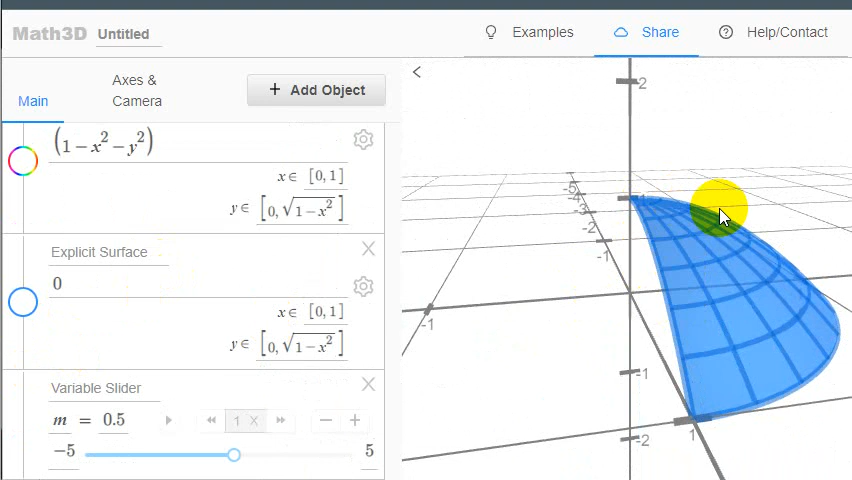 Math3D Untitled
Examples
Share
Help/Contact
Main
Axes &
Camera
+ Add Object
(1 − x² − y²)
x ∈ [0, 1]
y ∈ [0, √(1 − x²)]
Explicit Surface
0
x ∈ [0, 1]
y ∈ [0, √(1 − x²)]
Variable Slider
m = 0.5
1 X
−5
5
2
-5
-4
-3
-2
-1
-1
-1
1
-2